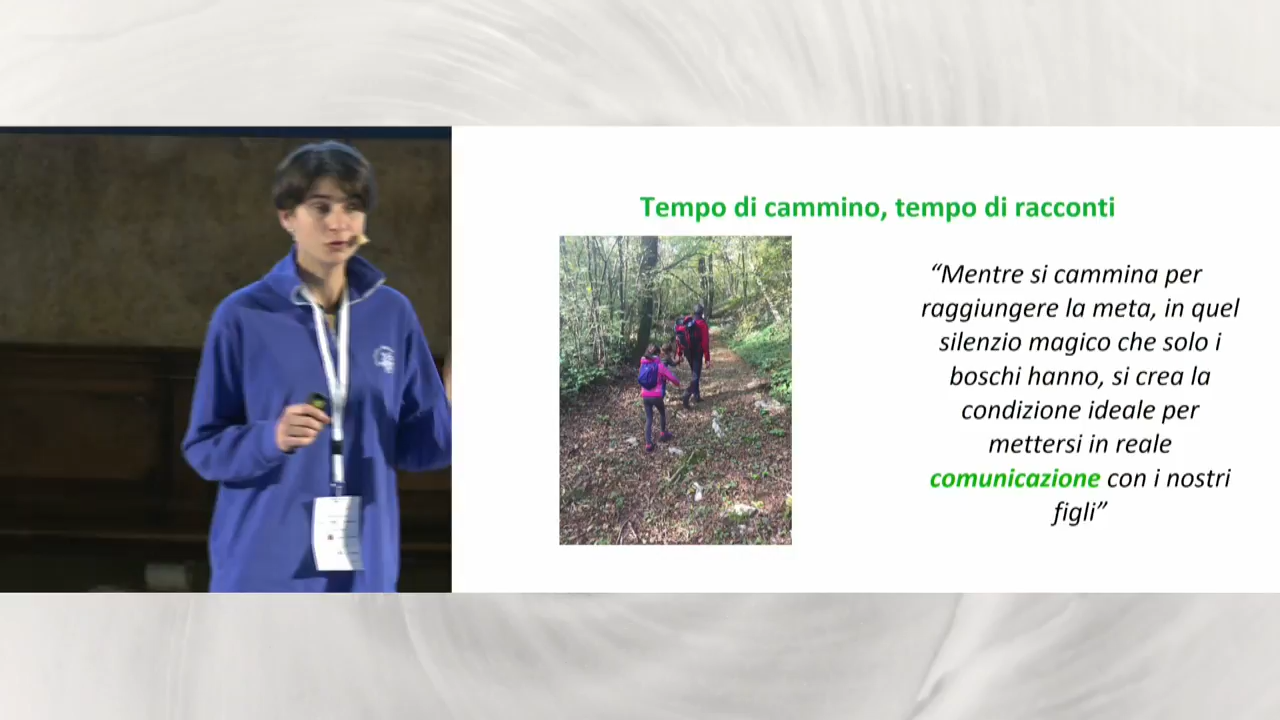 Tempo di cammino, tempo di racconti
“Mentre si cammina per
raggiungere la meta, in quel
silenzio magico che solo i
boschi hanno, si crea la
condizione ideale per
mettersi in reale
comunicazione con i nostri
figli”